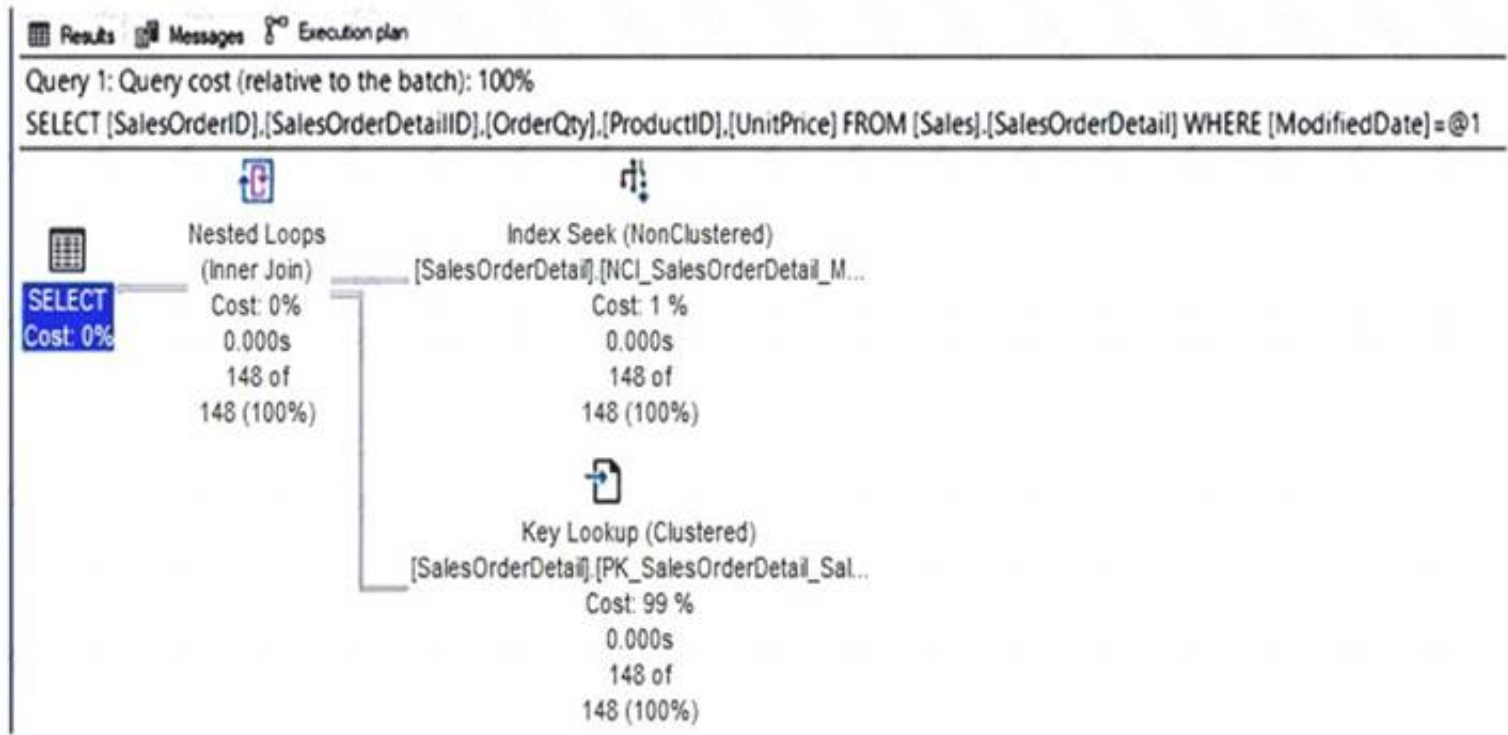 Results Messages Execution plan
Query 1: Query cost (relative to the batch): 100%
SELECT [SalesOrderID],[SalesOrderDetailID],[OrderQty],[ProductID],[UnitPrice] FROM [Sales].[SalesOrderDetail] WHERE [ModifiedDate]=@1
SELECT
Cost: 0%
Nested Loops
(Inner Join)
Cost: 0%
0.000s
148 of
148 (100%)
Index Seek (NonClustered)
[SalesOrderDetail].[NCI_SalesOrderDetail_M...
Cost: 1 %
0.000s
148 of
148 (100%)
Key Lookup (Clustered)
[SalesOrderDetail].[PK_SalesOrderDetail_Sal...
Cost: 99 %
0.000s
148 of
148 (100%)